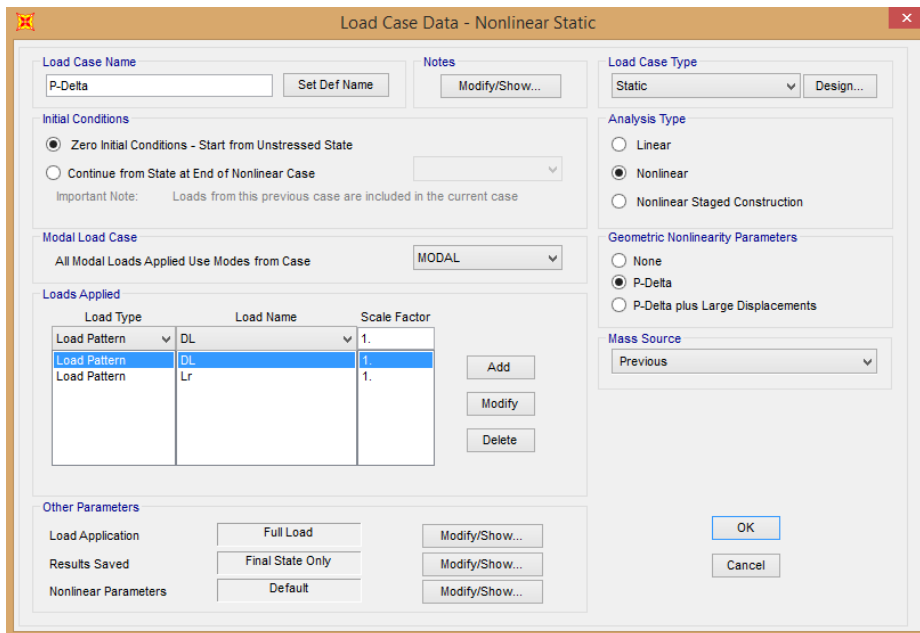 Load Case Data - Nonlinear Static
Load Case Name
P-Delta
Set Def Name
Notes
Modify/Show...
Load Case Type
Static
Design...
Initial Conditions
Zero Initial Conditions - Start from Unstressed State
Continue from State at End of Nonlinear Case
Important Note: Loads from this previous case are included in the current case
Analysis Type
Linear
Nonlinear
Nonlinear Staged Construction
Modal Load Case
All Modal Loads Applied Use Modes from Case
MODAL
Geometric Nonlinearity Parameters
None
P-Delta
P-Delta plus Large Displacements
Loads Applied
Load Type Load Name Scale Factor
Load Pattern DL 1.
Load Pattern DL 1.
Load Pattern Lr 1.
Add
Modify
Delete
Mass Source
Previous
Other Parameters
Load Application Full Load Modify/Show...
Results Saved Final State Only Modify/Show...
Nonlinear Parameters Default Modify/Show...
OK
Cancel